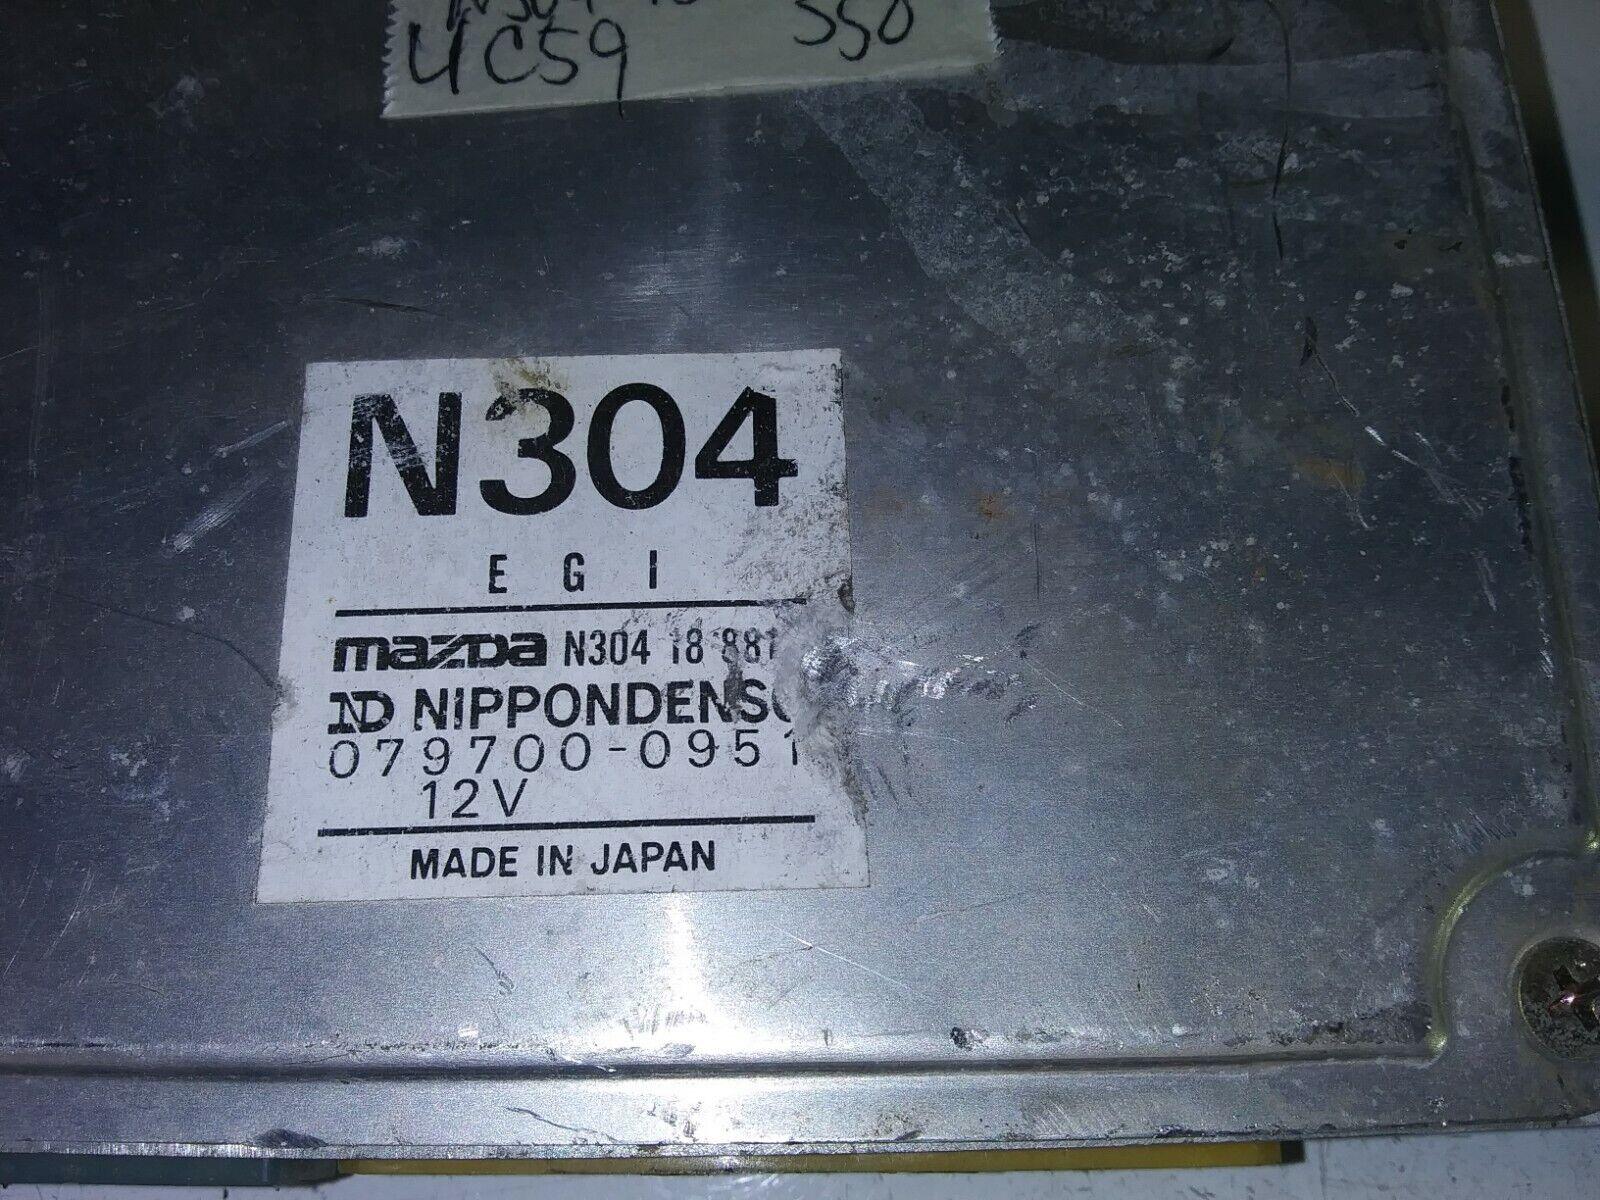 4C59 550
N304
EGI
mazda N304 18 881
ND NIPPONDENSO
079700-0951
12V
MADE IN JAPAN